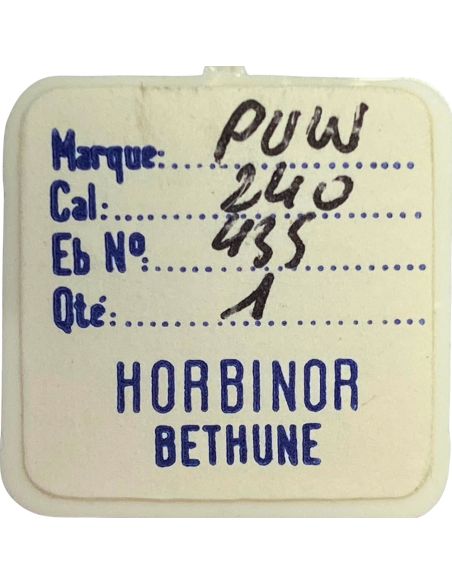 Marque: PUW
Cal: 240
Eb Nº: 435
Qté: 1
HORBINOR
BETHUNE